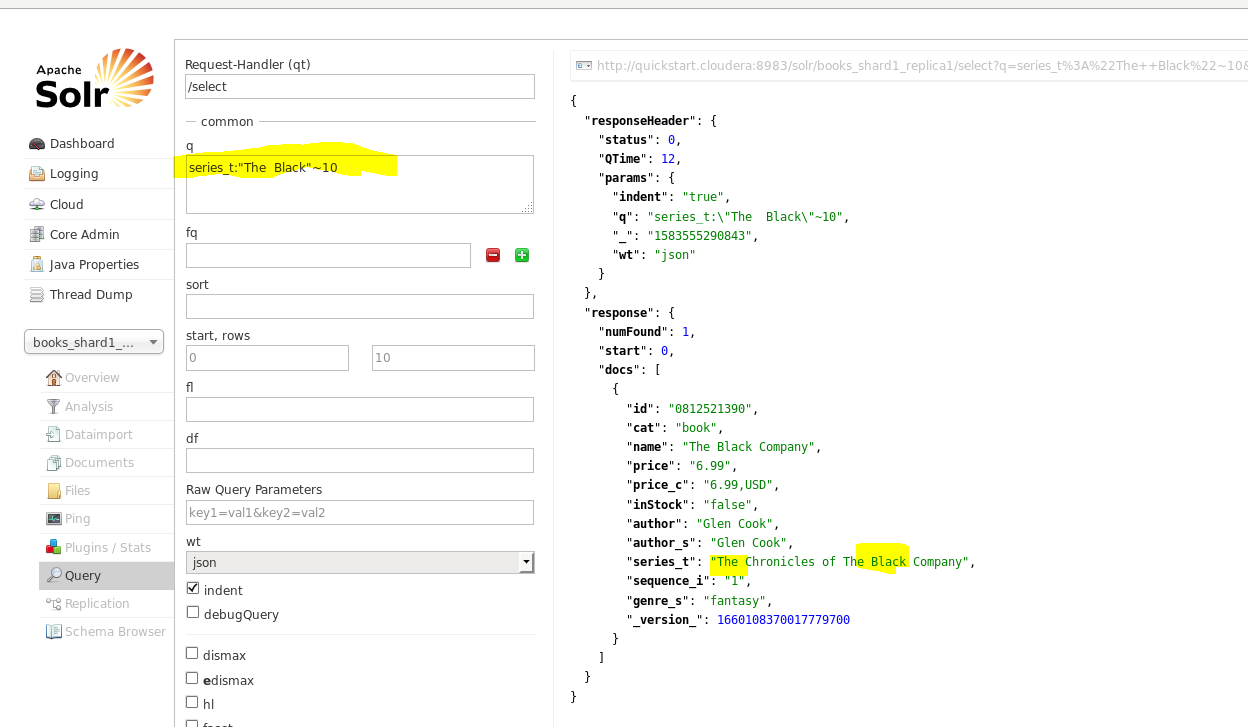 Apache
Solr
Dashboard
Logging
Cloud
Core Admin
Java Properties
Thread Dump
books_shard1_...
Overview
Analysis
Dataimport
Documents
Files
Ping
Plugins / Stats
Query
Replication
Schema Browser
Request-Handler (qt)
/select
common
q
series_t:"The  Black"~10
fq
sort
start, rows
0 10
fl
df
Raw Query Parameters
key1=val1&key2=val2
wt
json
indent
debugQuery
dismax
edismax
hl
facet
http://quickstart.cloudera:8983/solr/books_shard1_replica1/select?q=series_t%3A%22The++Black%22~10&
{
"responseHeader": {
"status": 0,
"QTime": 12,
"params": {
"indent": "true",
"q": "series_t:\"The  Black\"~10",
"_": "1583555290843",
"wt": "json"
}
},
"response": {
"numFound": 1,
"start": 0,
"docs": [
{
"id": "0812521390",
"cat": "book",
"name": "The Black Company",
"price": "6.99",
"price_c": "6.99,USD",
"inStock": "false",
"author": "Glen Cook",
"author_s": "Glen Cook",
"series_t": "The Chronicles of The Black Company",
"sequence_i": "1",
"genre_s": "fantasy",
"_version_": 1660108370017779700
}
]
}
}